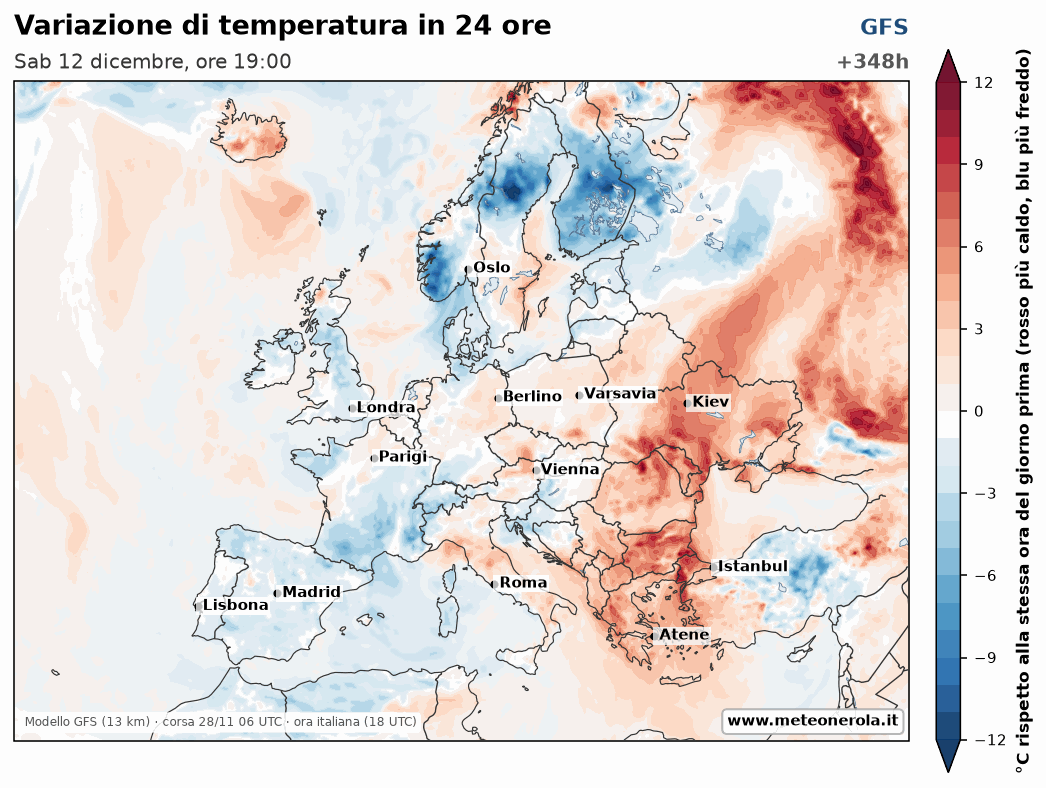 Variazione di temperatura in 24 ore
GFS
Sab 12 dicembre, ore 19:00
+348h
Oslo
Berlino
Varsavia
Kiev
Londra
Parigi
Vienna
Istanbul
Madrid
Roma
Lisbona
Atene
Modello GFS (13 km) · corsa 28/11 06 UTC · ora italiana (18 UTC)
www.meteonerola.it
12
9
6
3
0
−3
−6
−9
−12
°C rispetto alla stessa ora del giorno prima (rosso più caldo, blu più freddo)